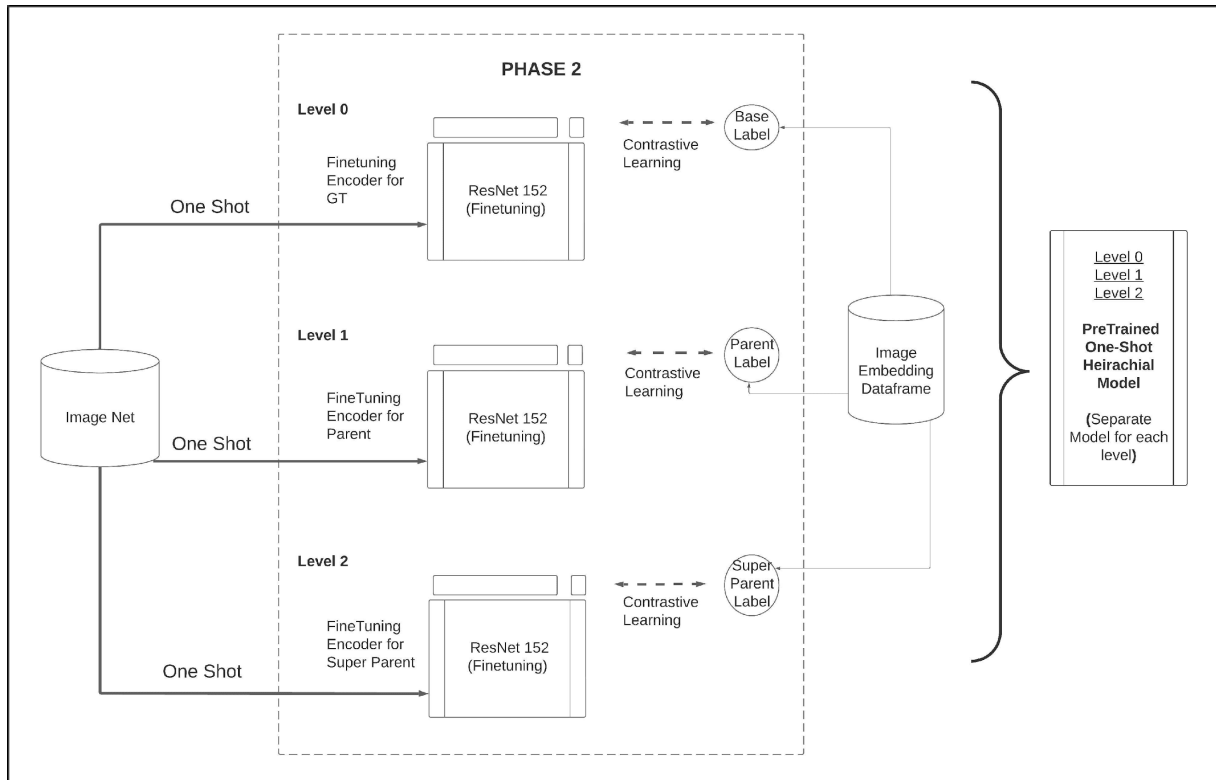 PHASE 2
Level 0
Finetuning
Encoder for
GT
ResNet 152
(Finetuning)
Contrastive
Learning
Base
Label
One Shot
Level 1
FineTuning
Encoder for
Parent
ResNet 152
(Finetuning)
Contrastive
Learning
Parent
Label
Image Net
One Shot
Level 2
FineTuning
Encoder for
Super Parent
ResNet 152
(Finetuning)
Contrastive
Learning
Super
Parent
Label
One Shot
Image
Embedding
Dataframe
Level 0
Level 1
Level 2
PreTrained
One-Shot
Heirachial
Model
(Separate
Model for each
level)